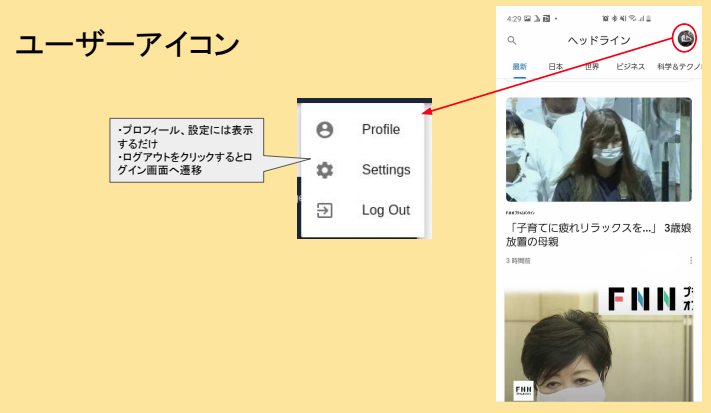 ユーザーアイコン
4:29
ヘッドライン
最新 日本 世界 ビジネス 科学&テクノ
・プロフィール、設定には表示
するだけ
・ログアウトをクリックするとロ
グイン画面へ遷移
Profile
Settings
Log Out
「子育てに疲れリラックスを...」 3歳娘
放置の母親
3 時間前
FNN
FNN